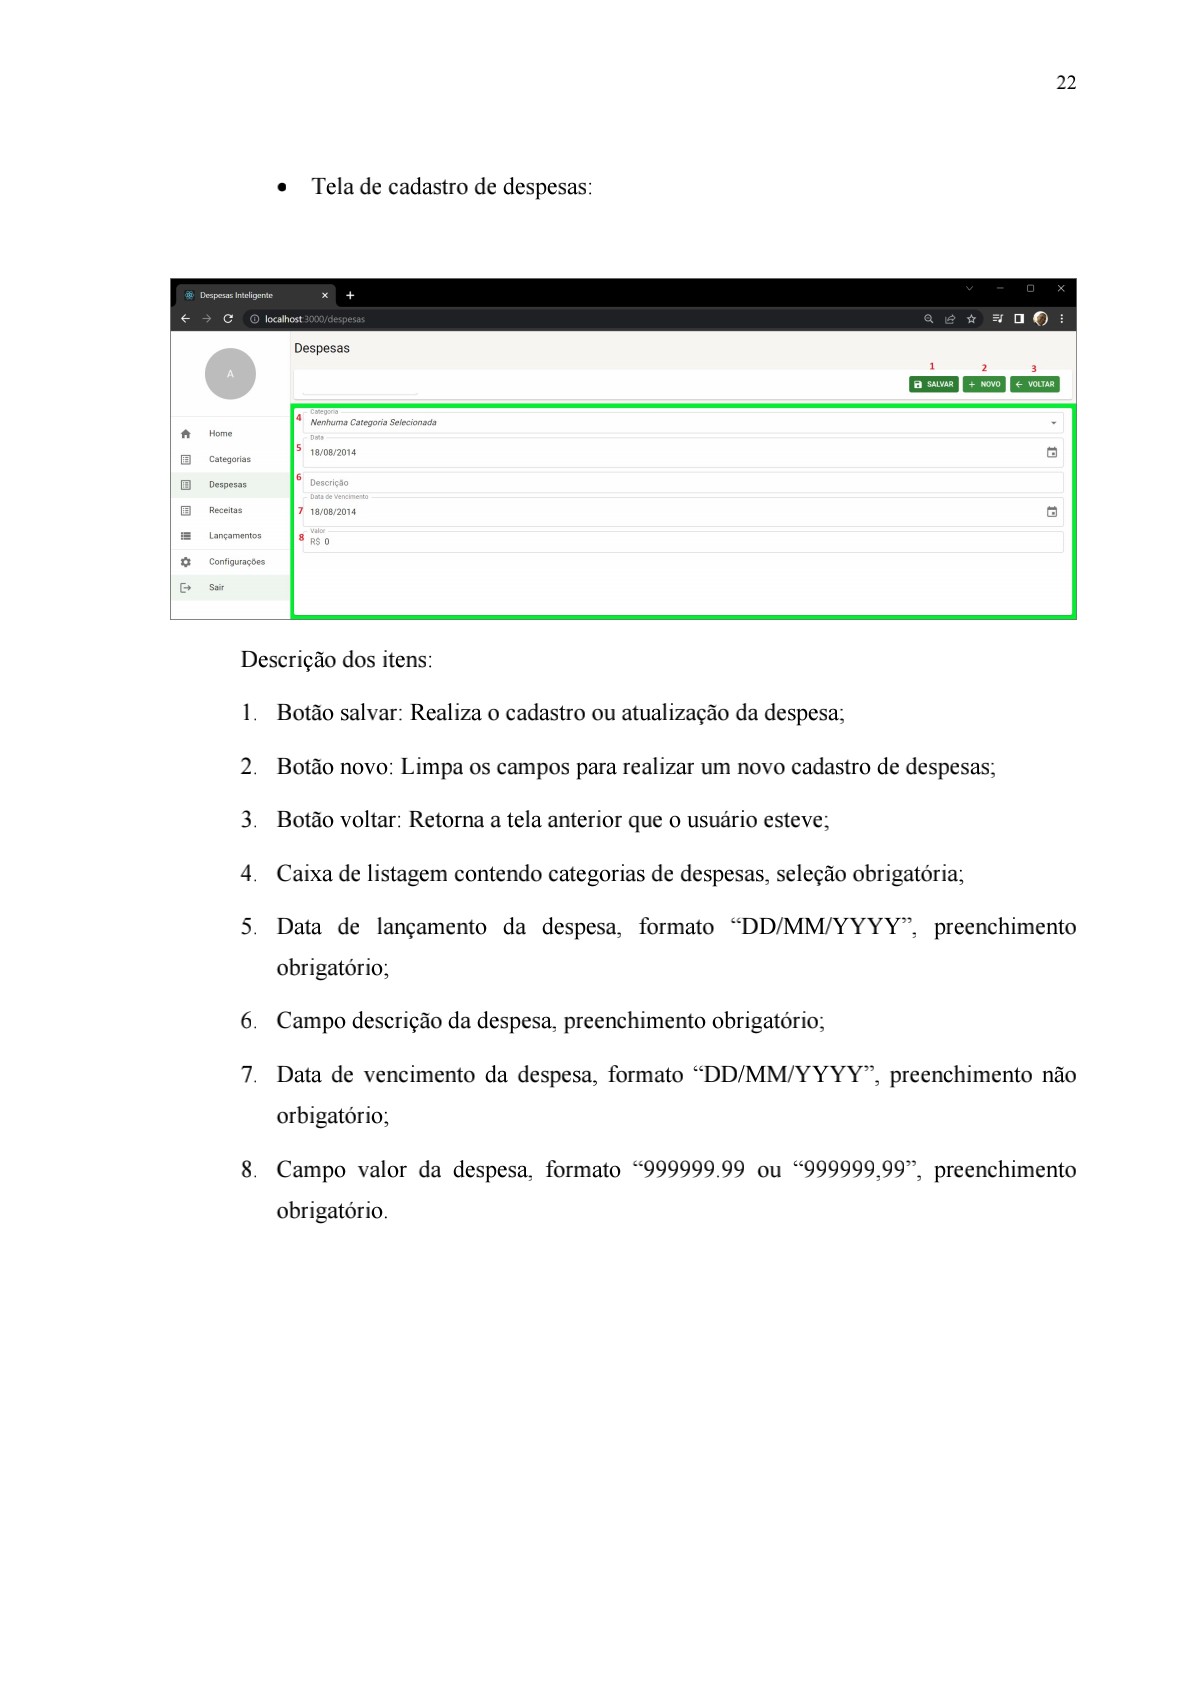 22
• Tela de cadastro de despesas:
Despesas Inteligente
localhost:3000/despesas
A
Despesas
1 2 3
SALVAR NOVO VOLTAR
Home
Categorias
Despesas
Receitas
Lançamentos
Configurações
Sair
4 Categoria
Nenhuma Categoria Selecionada
5 Data
18/08/2014
6 Descrição
7 Data de Vencimento
18/08/2014
8 Valor
R$ 0
Descrição dos itens:
1. Botão salvar: Realiza o cadastro ou atualização da despesa;
2. Botão novo: Limpa os campos para realizar um novo cadastro de despesas;
3. Botão voltar: Retorna a tela anterior que o usuário esteve;
4. Caixa de listagem contendo categorias de despesas, seleção obrigatória;
5. Data de lançamento da despesa, formato “DD/MM/YYYY”, preenchimento
obrigatório;
6. Campo descrição da despesa, preenchimento obrigatório;
7. Data de vencimento da despesa, formato “DD/MM/YYYY”, preenchimento não
orbigatório;
8. Campo valor da despesa, formato “999999.99 ou “999999,99”, preenchimento
obrigatório.